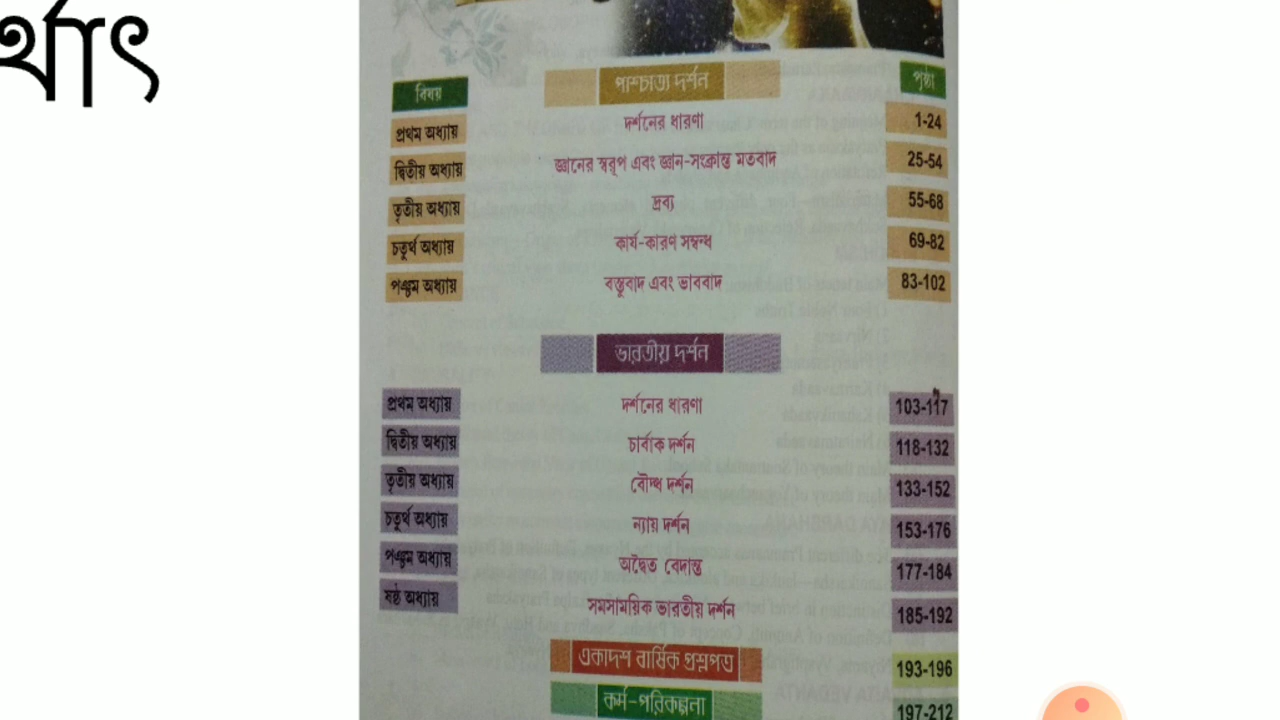 র্থাৎ
বিষয় পাশ্চাত্য দর্শন পৃষ্ঠা
প্রথম অধ্যায় দর্শনের ধারণা 1-24
দ্বিতীয় অধ্যায় জ্ঞানের স্বরূপ এবং জ্ঞান-সংক্রান্ত মতবাদ 25-54
তৃতীয় অধ্যায় দ্রব্য 55-68
চতুর্থ অধ্যায় কার্য-কারণ সম্বন্ধ 69-82
পঞ্চম অধ্যায় বস্তুবাদ এবং ভাববাদ 83-102
ভারতীয় দর্শন
প্রথম অধ্যায় দর্শনের ধারণা 103-117
দ্বিতীয় অধ্যায় চার্বাক দর্শন 118-132
তৃতীয় অধ্যায় বৌদ্ধ দর্শন 133-152
চতুর্থ অধ্যায় ন্যায় দর্শন 153-176
পঞ্চম অধ্যায় অদ্বৈত বেদান্ত 177-184
ষষ্ঠ অধ্যায় সমসাময়িক ভারতীয় দর্শন 185-192
একাদশ বার্ষিক প্রশ্নপত্র 193-196
কর্ম-পরিকল্পনা 197-212